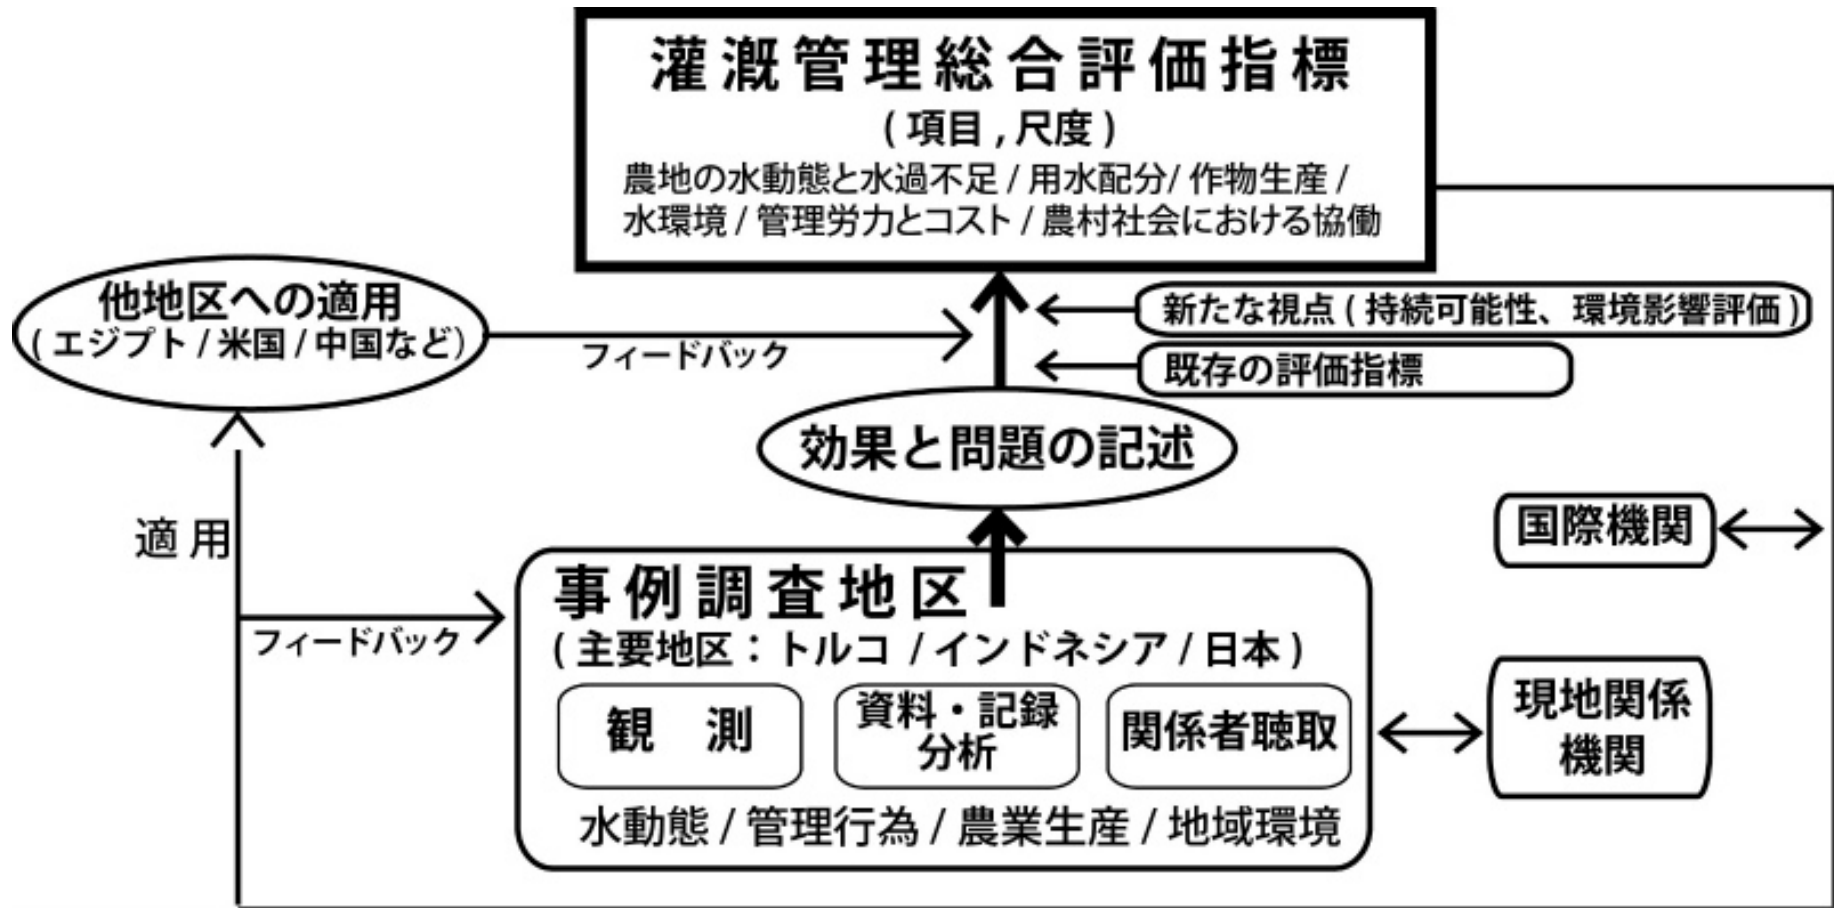 灌漑管理総合評価指標
(項目,尺度)
農地の水動態と水過不足 / 用水配分/ 作物生産 /
水環境 / 管理労力とコスト / 農村社会における協働
他地区への適用
(エジプト / 米国 / 中国など)
フィードバック
新たな視点 (持続可能性、環境影響評価)
既存の評価指標
効果と問題の記述
適用
フィードバック
国際機関
事例調査地区
(主要地区：トルコ / インドネシア / 日本)
観　測
資料・記録
分析
関係者聴取
水動態 / 管理行為 / 農業生産 / 地域環境
現地関係
機関